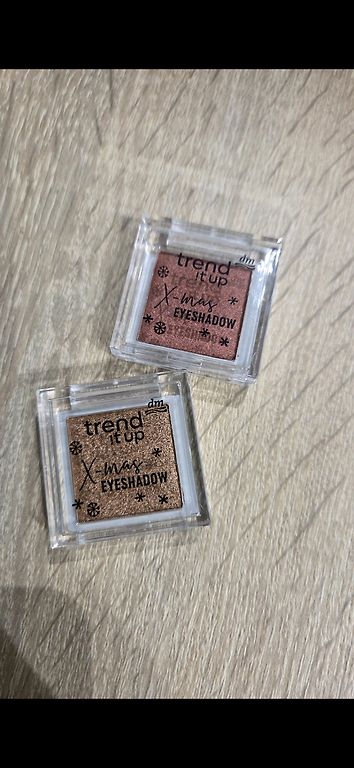 dm
trend
it up
X-mas
EYESHADOW
dm
trend
it up
X-mas
EYESHADOW